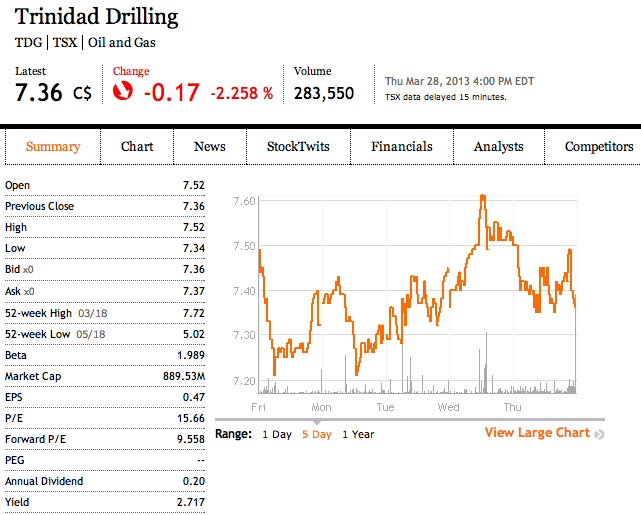 Trinidad Drilling
TDG | TSX | Oil and Gas
Latest
7.36 C$
Change
-0.17 -2.258 %
Volume
283,550
Thu Mar 28, 2013 4:00 PM EDT
TSX data delayed 15 minutes.
Summary Chart News StockTwits Financials Analysts Competitors
Open 7.52
Previous Close 7.36
High 7.52
Low 7.34
Bid x0 7.36
Ask x0 7.37
52-week High 03/18 7.72
52-week Low 05/18 5.02
Beta 1.989
Market Cap 889.53M
EPS 0.47
P/E 15.66
Forward P/E 9.558
PEG --
Annual Dividend 0.20
Yield 2.717
7.60
7.50
7.40
7.30
7.20
Fri Mon Tue Wed Thu
Range: 1 Day 5 Day 1 Year
View Large Chart